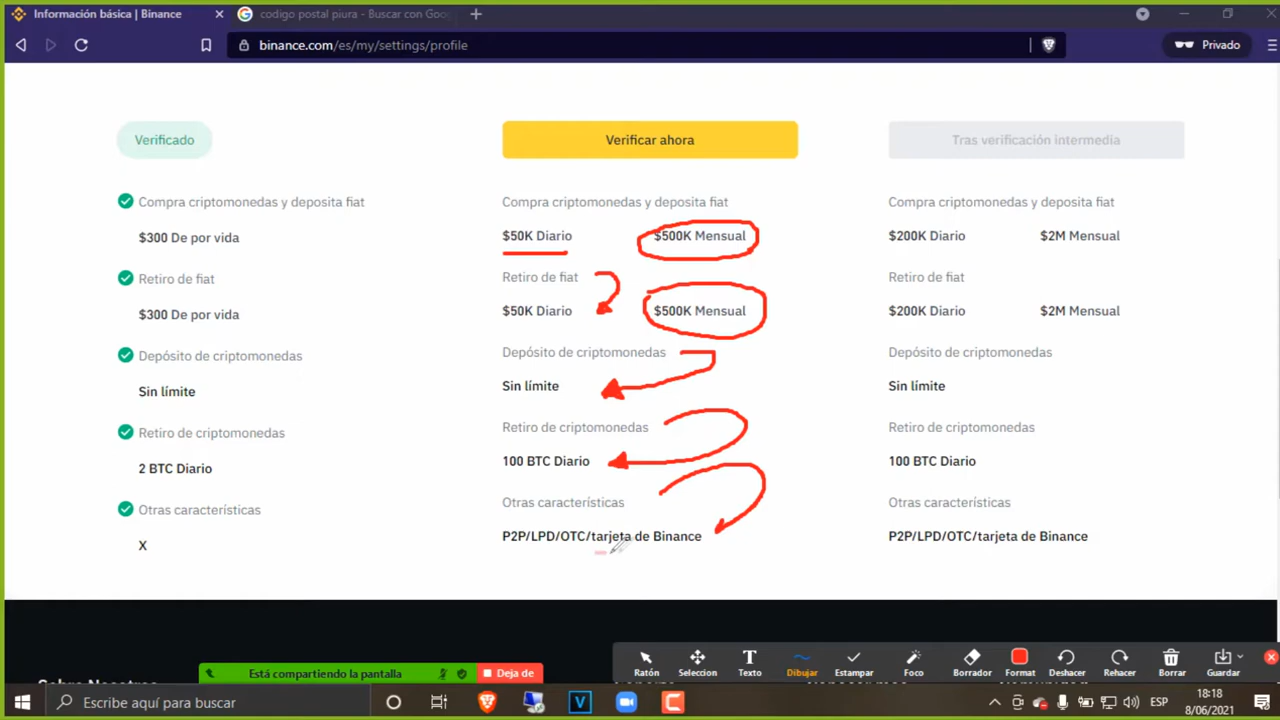 Información básica | Binance
codigo postal piura - Buscar con Goo
binance.com/es/my/settings/profile
Privado
Verificado
Verificar ahora
Tras verificación intermedia
Compra criptomonedas y deposita fiat
$300 De por vida
Retiro de fiat
$300 De por vida
Depósito de criptomonedas
Sin límite
Retiro de criptomonedas
2 BTC Diario
Otras características
X
Compra criptomonedas y deposita fiat
$50K Diario $500K Mensual
Retiro de fiat
$50K Diario $500K Mensual
Depósito de criptomonedas
Sin límite
Retiro de criptomonedas
100 BTC Diario
Otras características
P2P/LPD/OTC/tarjeta de Binance
Compra criptomonedas y deposita fiat
$200K Diario $2M Mensual
Retiro de fiat
$200K Diario $2M Mensual
Depósito de criptomonedas
Sin límite
Retiro de criptomonedas
100 BTC Diario
Otras características
P2P/LPD/OTC/tarjeta de Binance
Sobre Nosotros
Está compartiendo la pantalla
Deja de
Ratón
Seleccion
Texto
Dibujar
Estampar
Foco
Borrador
Format
Deshacer
Rehacer
Borrar
Guardar
Escribe aquí para buscar
ESP
18:18
8/06/2021